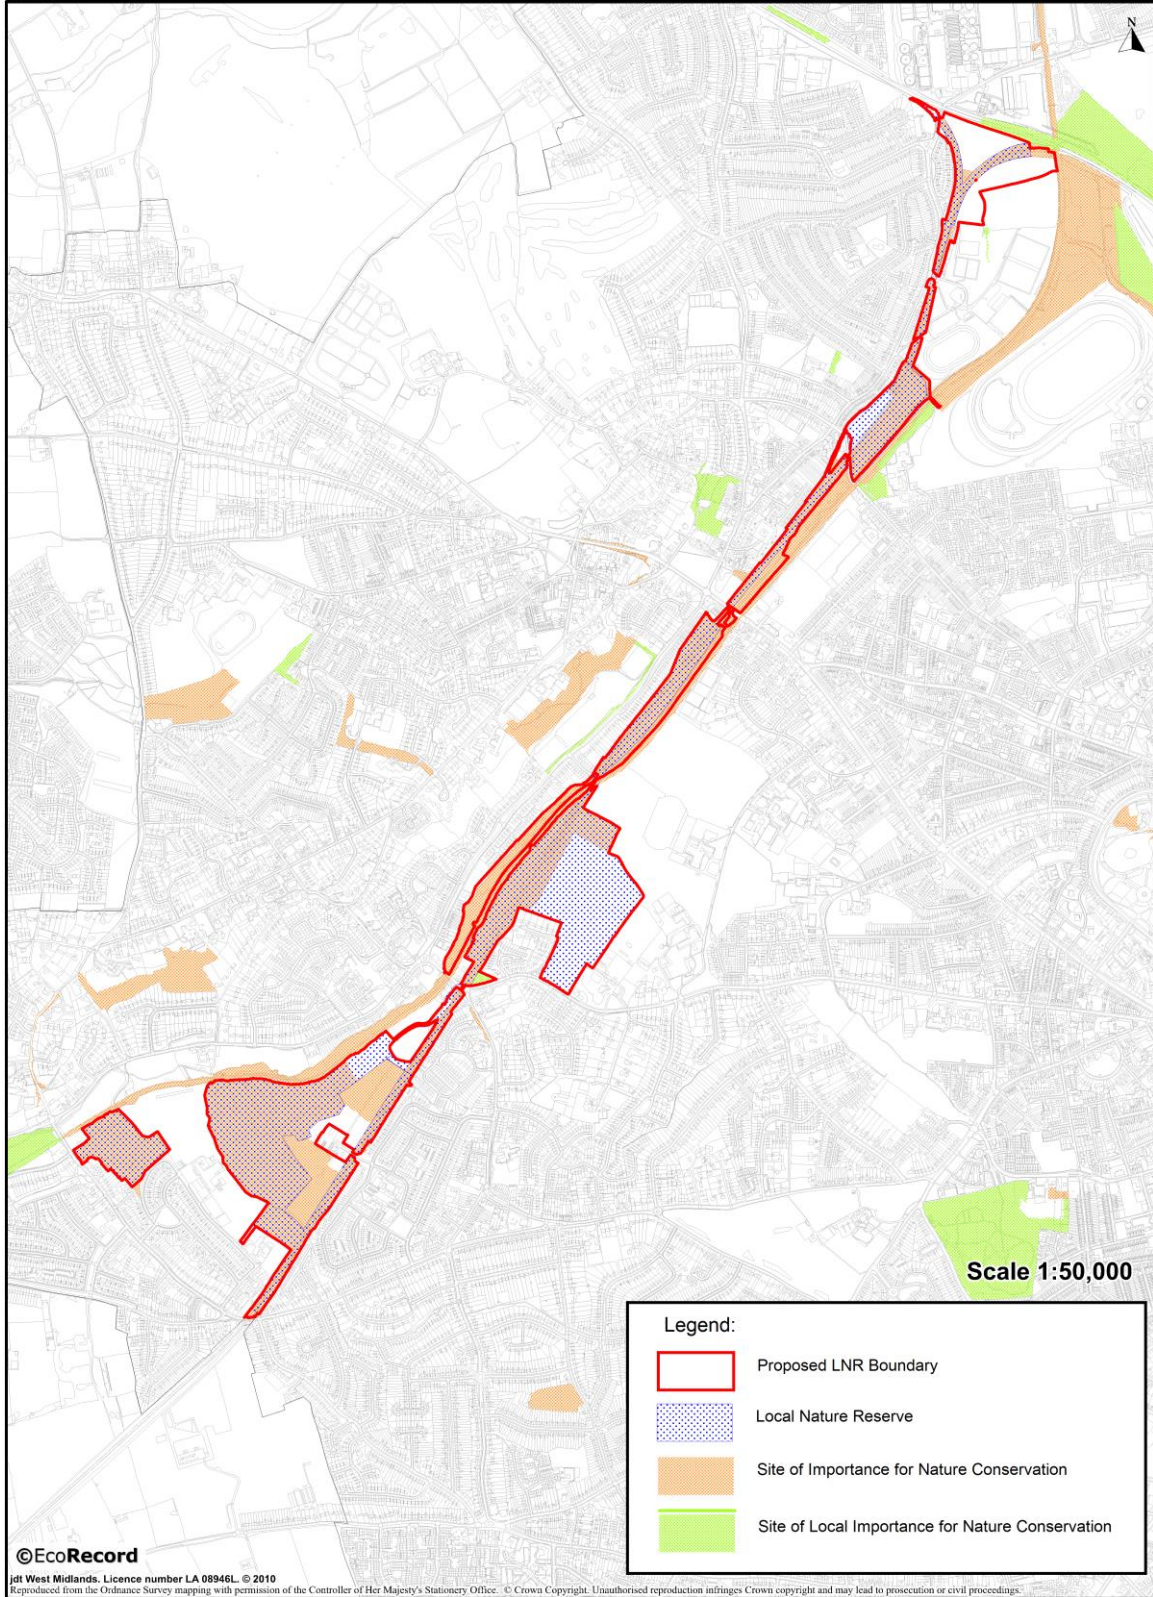 N
Scale 1:50,000
Legend:
Proposed LNR Boundary
Local Nature Reserve
Site of Importance for Nature Conservation
Site of Local Importance for Nature Conservation
©EcoRecord
jdt West Midlands. Licence number LA 08946L. © 2010
Reproduced from the Ordnance Survey mapping with permission of the Controller of Her Majesty's Stationery Office. © Crown Copyright. Unauthorised reproduction infringes Crown copyright and may lead to prosecution or civil proceedings.